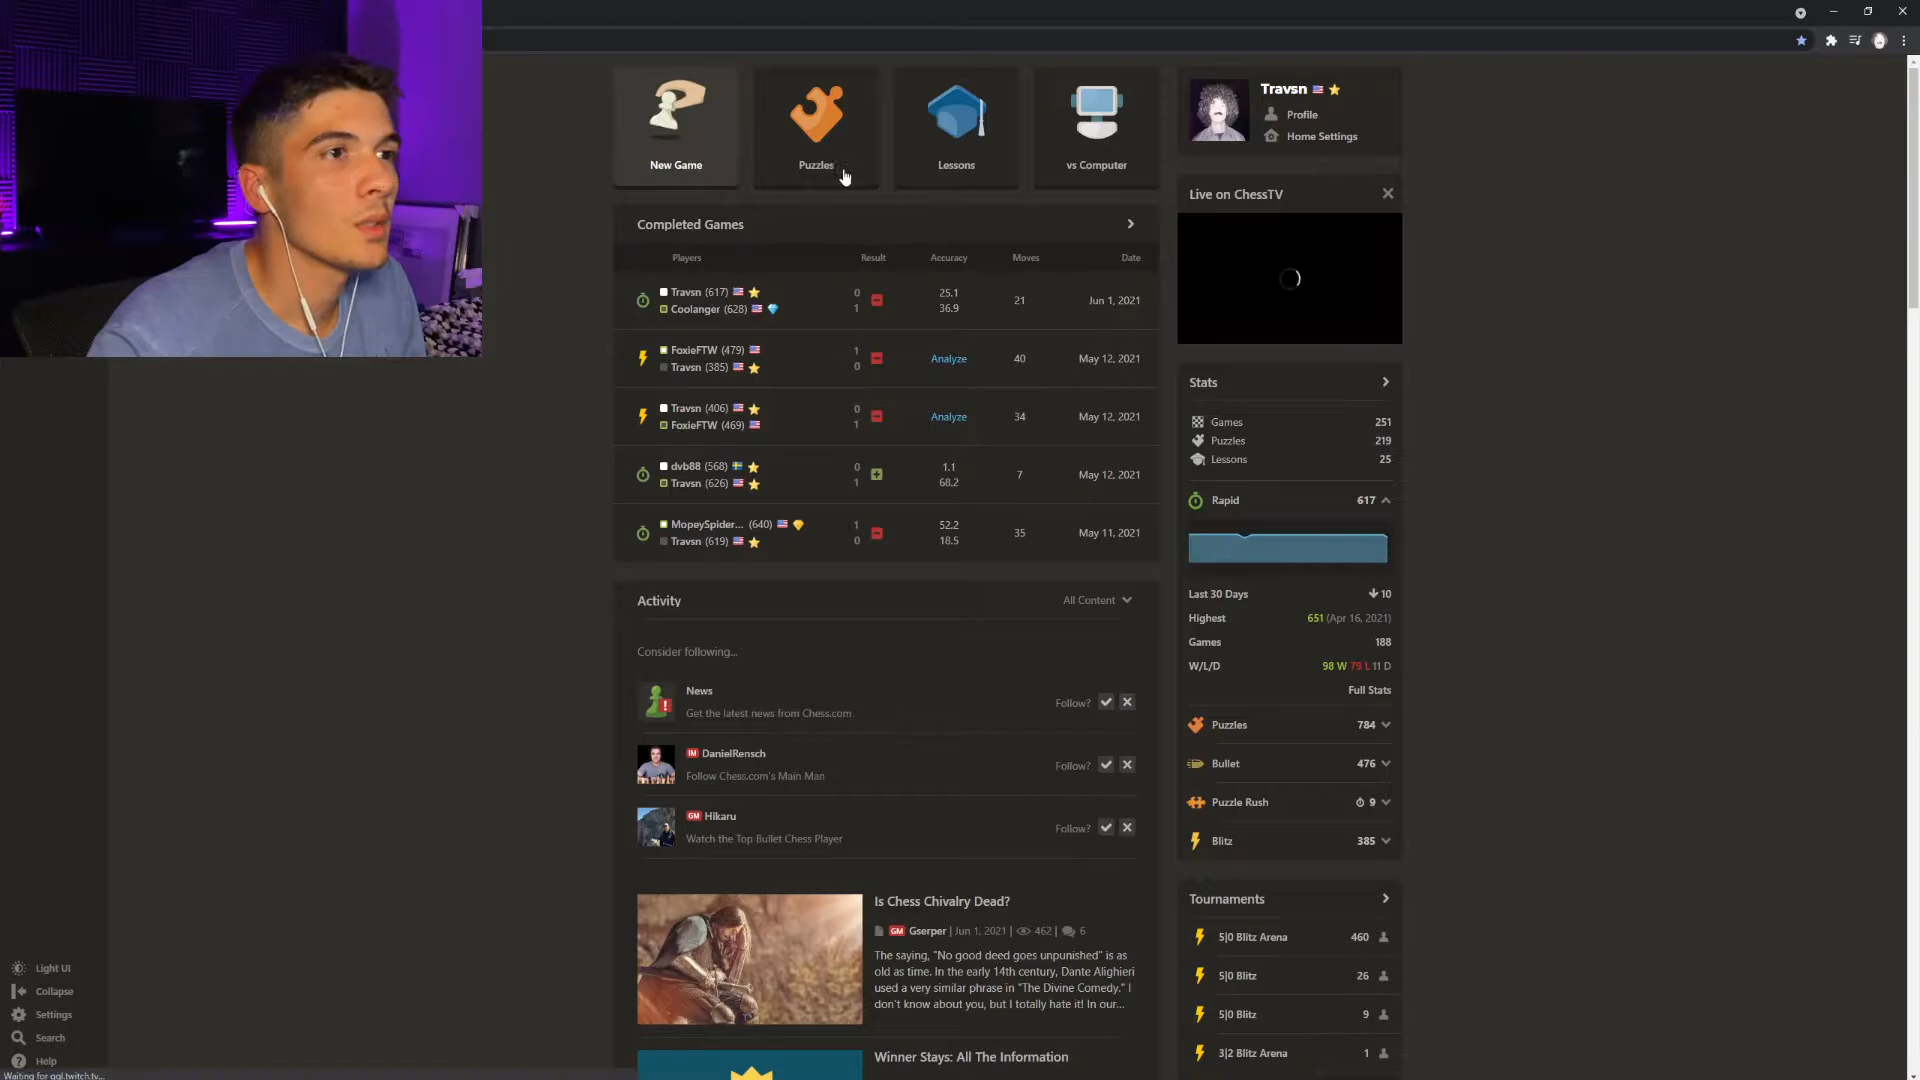 New Game
Puzzles
Lessons
vs Computer
Travsn
Profile
Home Settings
Live on ChessTV
Completed Games
Players Result Accuracy Moves Date
Travsn (617) 0 25.1
Coolanger (628) 1 36.9
21 Jun 1, 2021
FoxieFTW (479) 1
Travsn (385) 0
Analyze 40 May 12, 2021
Travsn (406) 0
FoxieFTW (469) 1
Analyze 34 May 12, 2021
dvb88 (568) 0 1.1
Travsn (626) 1 68.2
7 May 12, 2021
MopeySpider... (640) 1 52.2
Travsn (619) 0 18.5
35 May 11, 2021
Stats
Games 251
Puzzles 219
Lessons 25
Rapid 617
Last 30 Days 10
Highest 651 (Apr 16, 2021)
Games 188
W/L/D 98 W 79 L 11 D
Full Stats
Puzzles 784
Bullet 476
Puzzle Rush 9
Blitz 385
Activity All Content
Consider following...
News
Get the latest news from Chess.com
Follow?
IM DanielRensch
Follow Chess.com's Main Man
Follow?
GM Hikaru
Watch the Top Bullet Chess Player
Follow?
Is Chess Chivalry Dead?
GM Gserper | Jun 1, 2021 | 462 | 6
The saying, "No good deed goes unpunished" is as
old as time. In the early 14th century, Dante Alighieri
used a very similar phrase in "The Divine Comedy." I
don't know about you, but I totally hate it! In our...
Winner Stays: All The Information
Tournaments
5|0 Blitz Arena 460
5|0 Blitz 26
5|0 Blitz 9
3|2 Blitz Arena 1
Light UI
Collapse
Settings
Search
Help
Waiting for gql.twitch.tv...